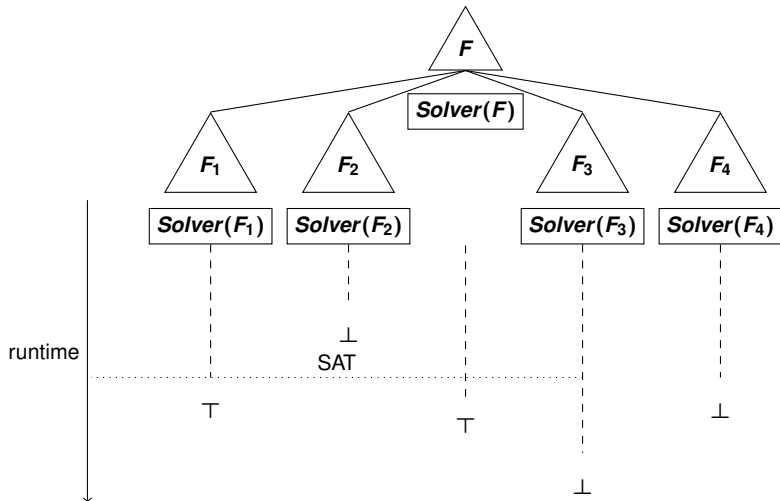 F
Solver(F)
F₁ F₂ F₃ F₄
Solver(F₁) Solver(F₂) Solver(F₃) Solver(F₄)
⊥
runtime
SAT
⊤ ⊤ ⊥
⊥